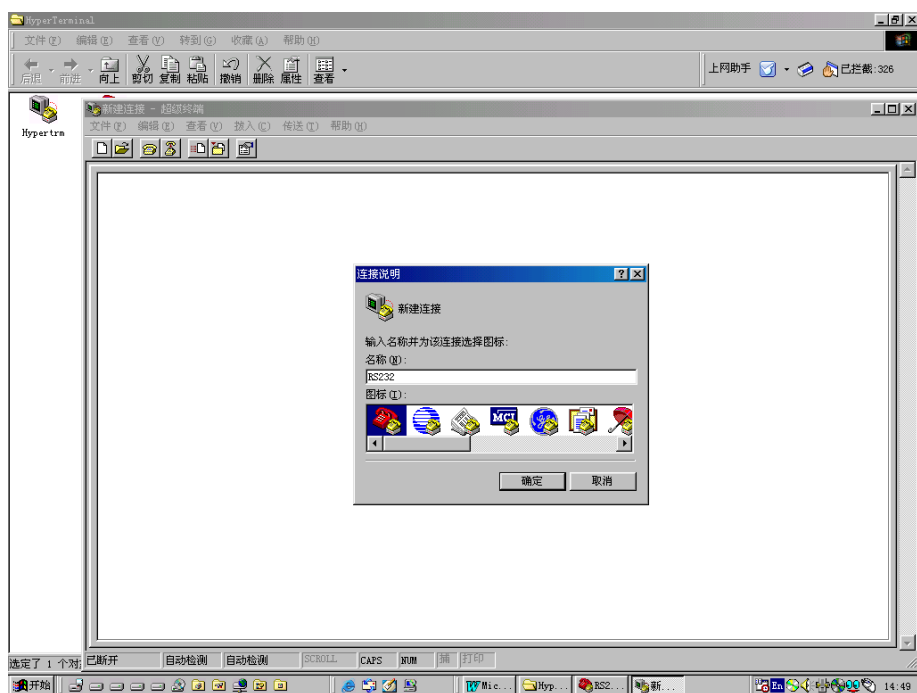 HyperTerminal
文件(F) 编辑(E) 查看(V) 转到(G) 收藏(A) 帮助(H)
后退 前进 向上 剪切 复制 粘贴 撤销 删除 属性 查看 上网助手 已拦截:326
Hypertrm
新建连接 - 超级终端
文件(F) 编辑(E) 查看(V) 拨入(C) 传送(T) 帮助(H)
连接说明
新建连接
输入名称并为该连接选择图标:
名称(N):
RS232
图标(I):
MCI
确定 取消
选定了 1 个对
已断开 自动检测 自动检测 SCROLL CAPS NUM 捕 打印
开始 Mic... Hyp... RS2... 新... En 14:49